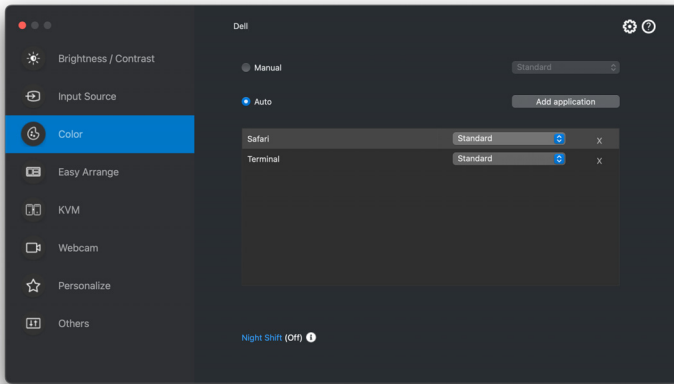 Dell
Brightness / Contrast
Input Source
Color
Easy Arrange
KVM
Webcam
Personalize
Others
Manual
Standard
Auto
Add application
Safari Standard X
Terminal Standard X
Night Shift (Off)